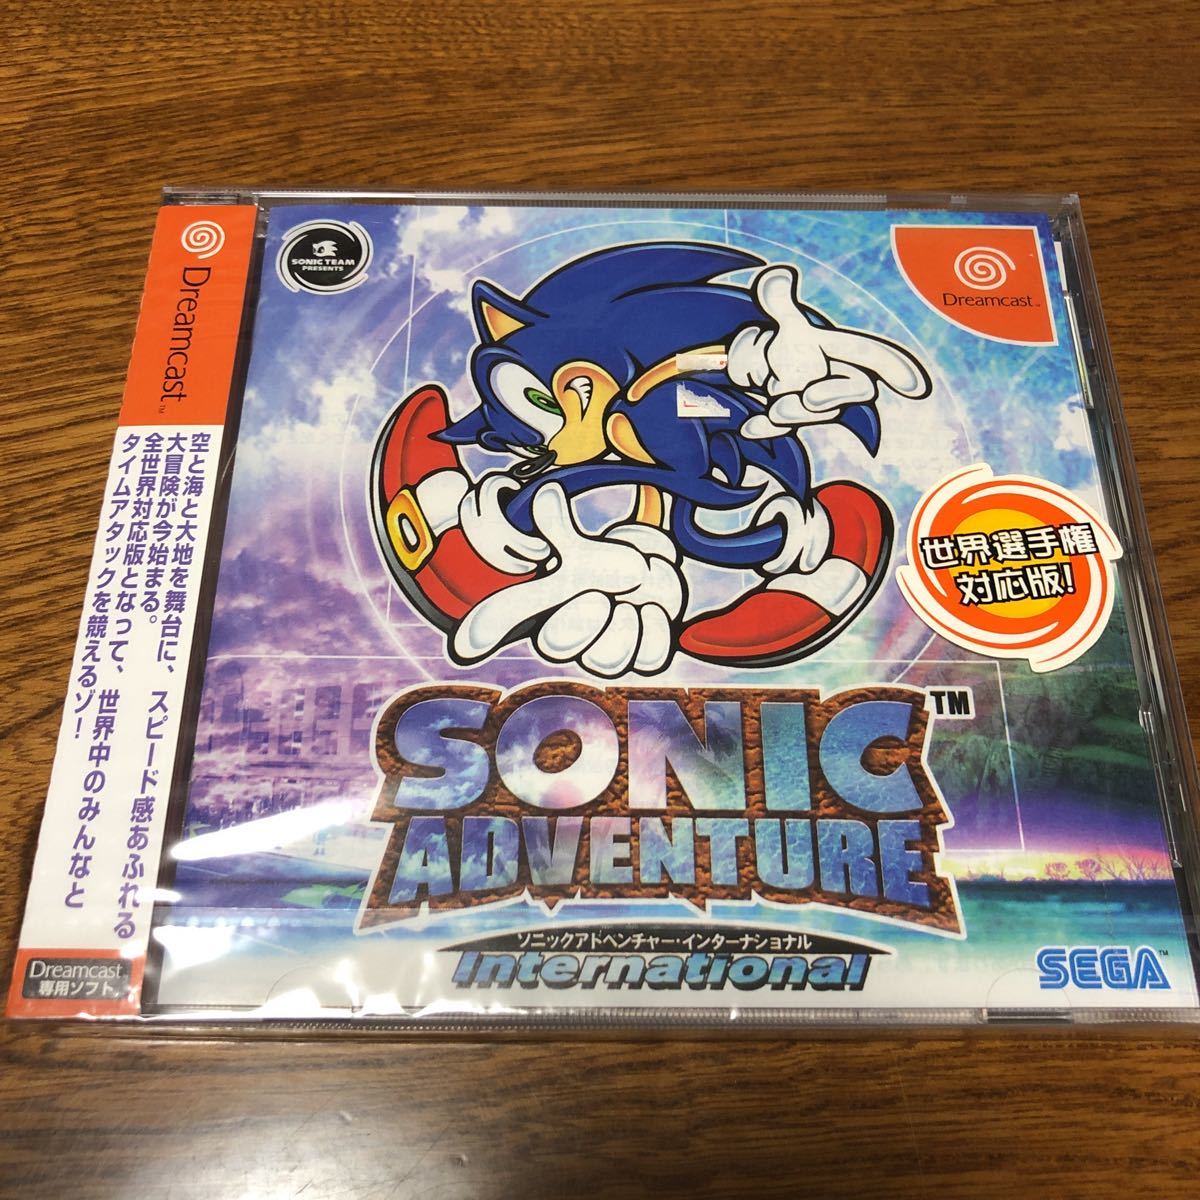 Dreamcast™
空と海と大地を舞台に、スピード感あふれる
大冒険が今始まる。
全世界対応版となって、世界中のみんなと
タイムアタックを競えるゾ！
Dreamcast
専用ソフト
SONIC TEAM
PRESENTS
Dreamcast™
世界選手権
対応版！
SONIC™
ADVENTURE
ソニックアドベンチャー・インターナショナル
International
SEGA™